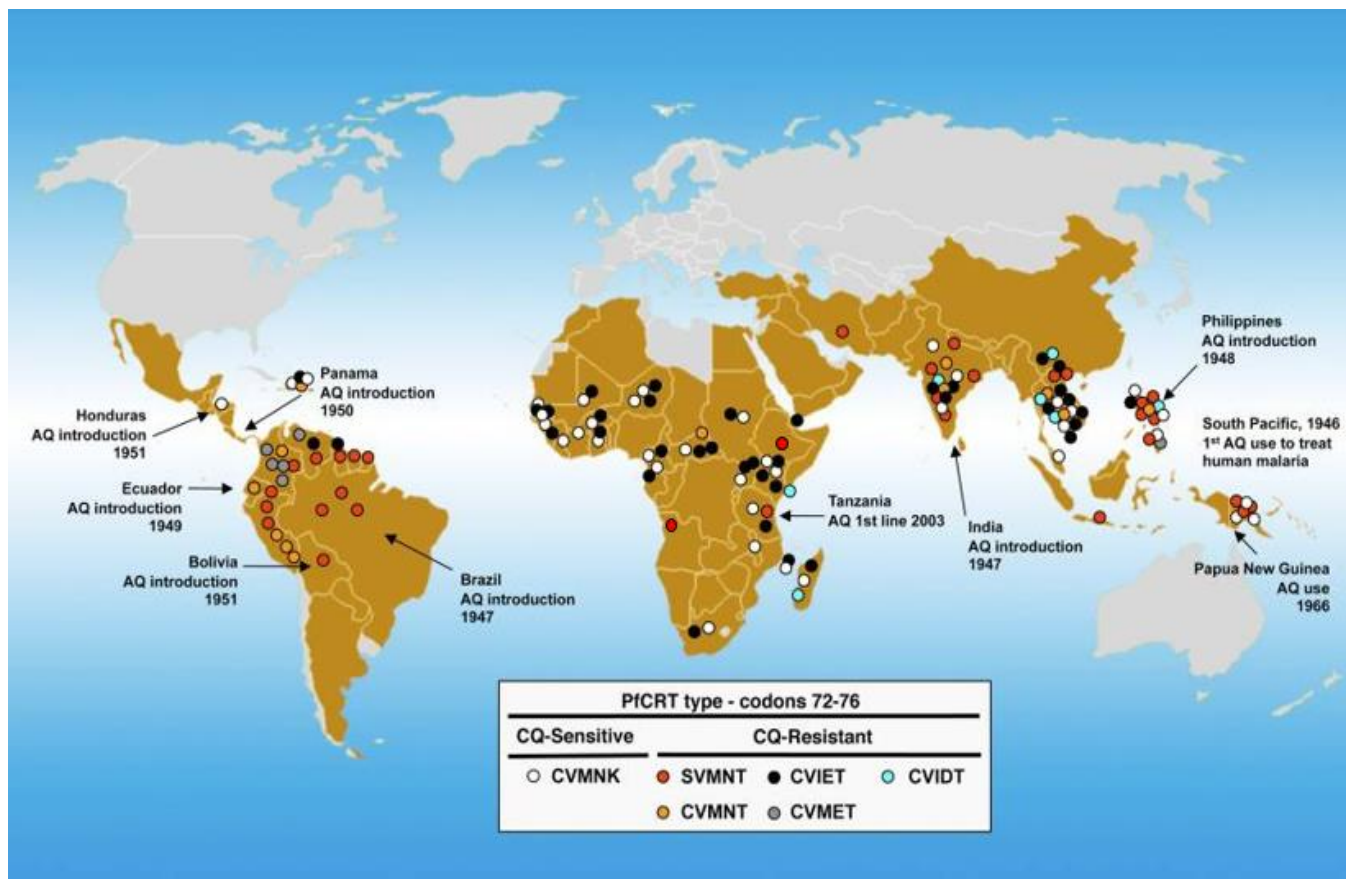 Philippines
AQ introduction
1948
Panama
AQ introduction
1950
Honduras
AQ introduction
1951
South Pacific, 1946
1st AQ use to treat
human malaria
Ecuador
AQ introduction
1949
Tanzania
AQ 1st line 2003
India
AQ introduction
1947
Bolivia
AQ introduction
1951
Brazil
AQ introduction
1947
Papua New Guinea
AQ use
1966
PfCRT type - codons 72-76
CQ-Sensitive CQ-Resistant
CVMNK SVMNT CVIET CVIDT
CVMNT CVMET